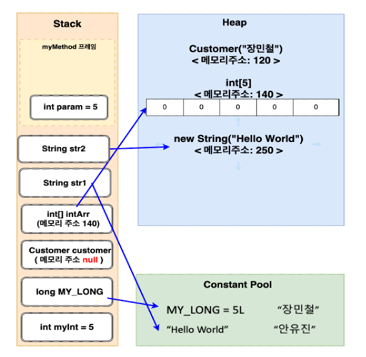 Stack
myMethod 프레임
int param = 5
String str2
String str1
int[] intArr
(메모리 주소 140)
Customer customer
( 메모리 주소 null )
long MY_LONG
int myInt = 5
Heap
Customer("장민철")
< 메모리주소: 120 >
int[5]
< 메모리주소: 140 >
0 0 0 0 0
new String("Hello World")
< 메모리주소: 250 >
Constant Pool
MY_LONG = 5L “장민철”
“Hello World” “안유진”